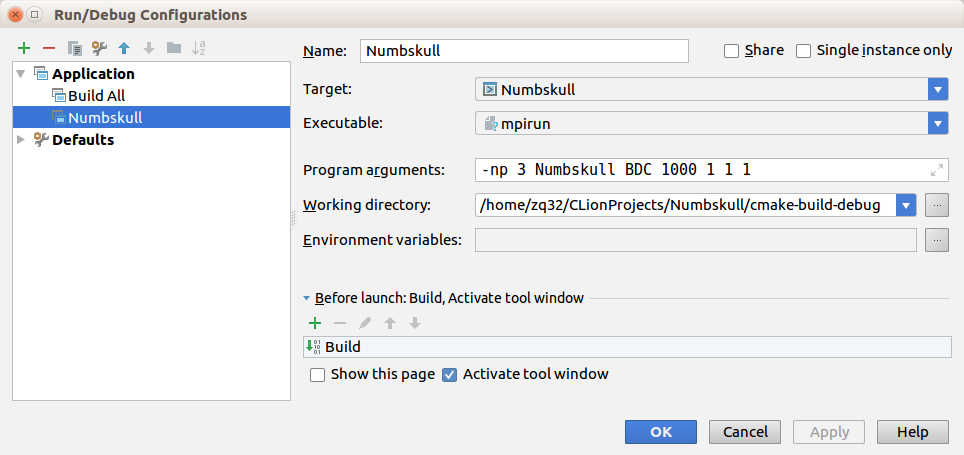 Run/Debug Configurations
Application
Build All
Numbskull
Defaults
Name: Numbskull Share Single instance only
Target: Numbskull
Executable: mpirun
Program arguments: -np 3 Numbskull BDC 1000 1 1 1
Working directory: /home/zq32/CLionProjects/Numbskull/cmake-build-debug ...
Environment variables: ...
Before launch: Build, Activate tool window
Build
Show this page Activate tool window
OK Cancel Apply Help